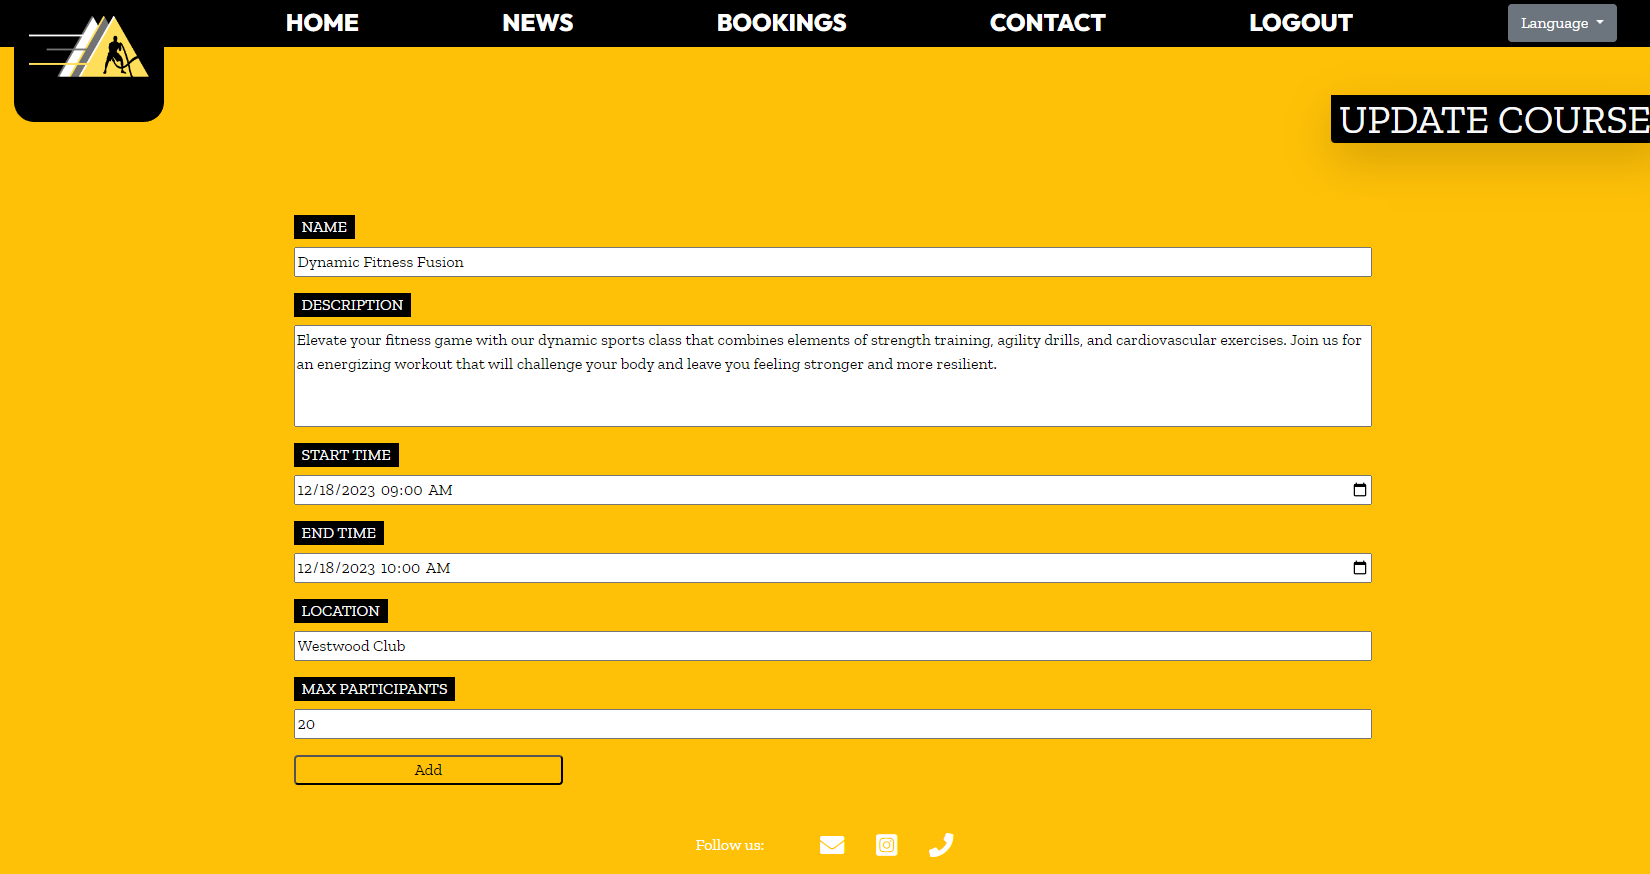 HOME NEWS BOOKINGS CONTACT LOGOUT Language
UPDATE COURSE
NAME
Dynamic Fitness Fusion
DESCRIPTION
Elevate your fitness game with our dynamic sports class that combines elements of strength training, agility drills, and cardiovascular exercises. Join us for
an energizing workout that will challenge your body and leave you feeling stronger and more resilient.
START TIME
12/18/2023 09:00 AM
END TIME
12/18/2023 10:00 AM
LOCATION
Westwood Club
MAX PARTICIPANTS
20
Add
Follow us: